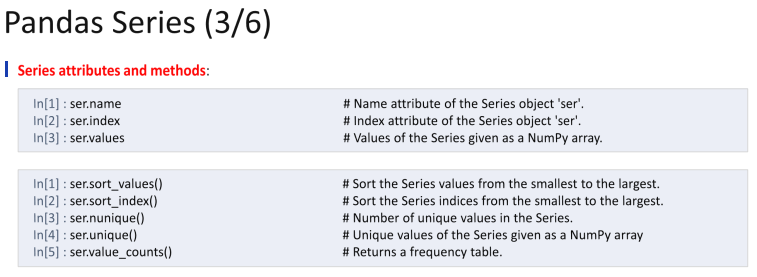 Pandas Series (3/6)
Series attributes and methods:
In[1] : ser.name # Name attribute of the Series object 'ser'.
In[2] : ser.index # Index attribute of the Series object 'ser'.
In[3] : ser.values # Values of the Series given as a NumPy array.
In[1] : ser.sort_values() # Sort the Series values from the smallest to the largest.
In[2] : ser.sort_index() # Sort the Series indices from the smallest to the largest.
In[3] : ser.nunique() # Number of unique values in the Series.
In[4] : ser.unique() # Unique values of the Series given as a NumPy array
In[5] : ser.value_counts() # Returns a frequency table.